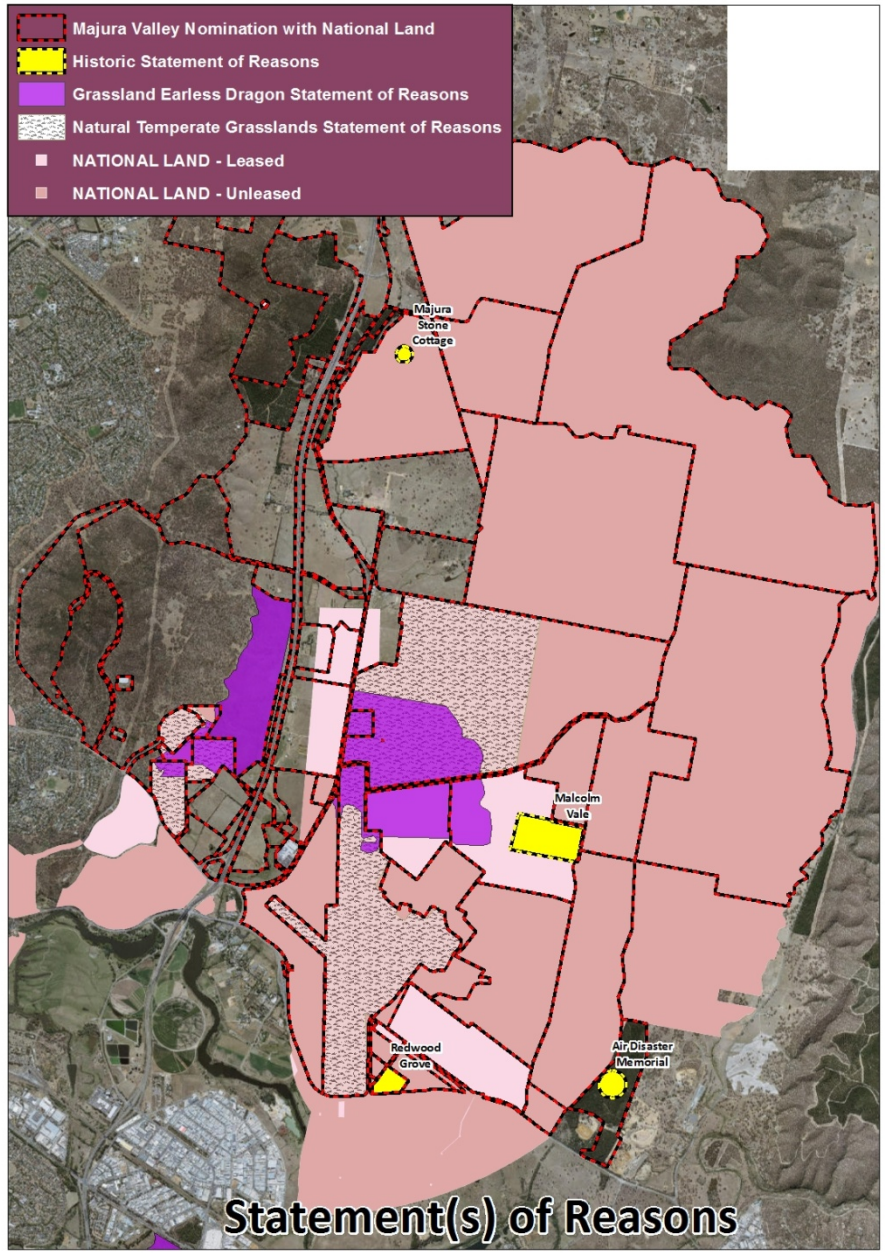 Majura Valley Nomination with National Land
Historic Statement of Reasons
Grassland Earless Dragon Statement of Reasons
Natural Temperate Grasslands Statement of Reasons
NATIONAL LAND - Leased
NATIONAL LAND - Unleased
Majura
Stone
Cottage
Malcolm
Vale
Redwood
Grove
Air Disaster
Memorial
Statement(s) of Reasons